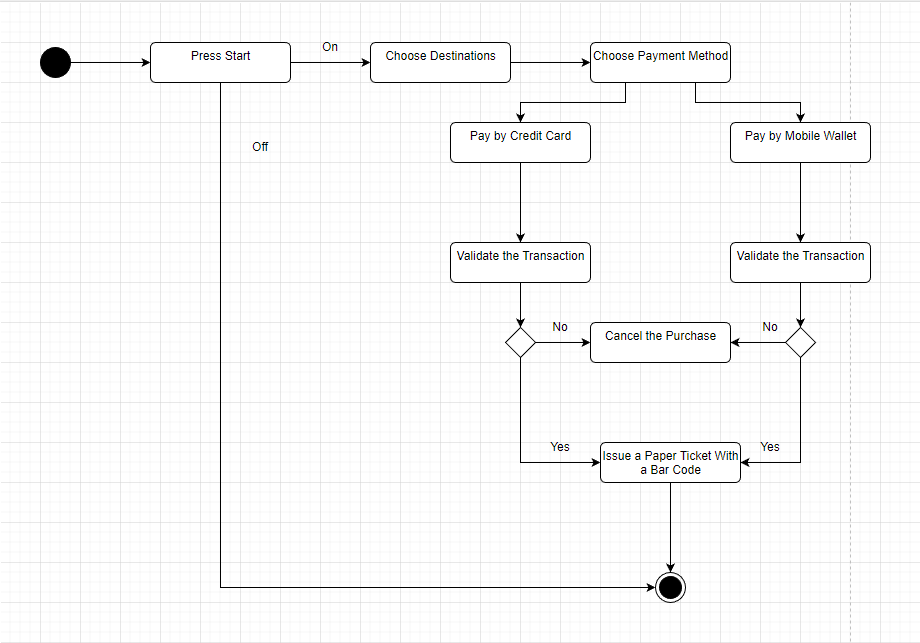 On
Press Start
Choose Destinations
Choose Payment Method
Off
Pay by Credit Card
Pay by Mobile Wallet
Validate the Transaction
Validate the Transaction
No
No
Cancel the Purchase
Yes
Yes
Issue a Paper Ticket With
a Bar Code